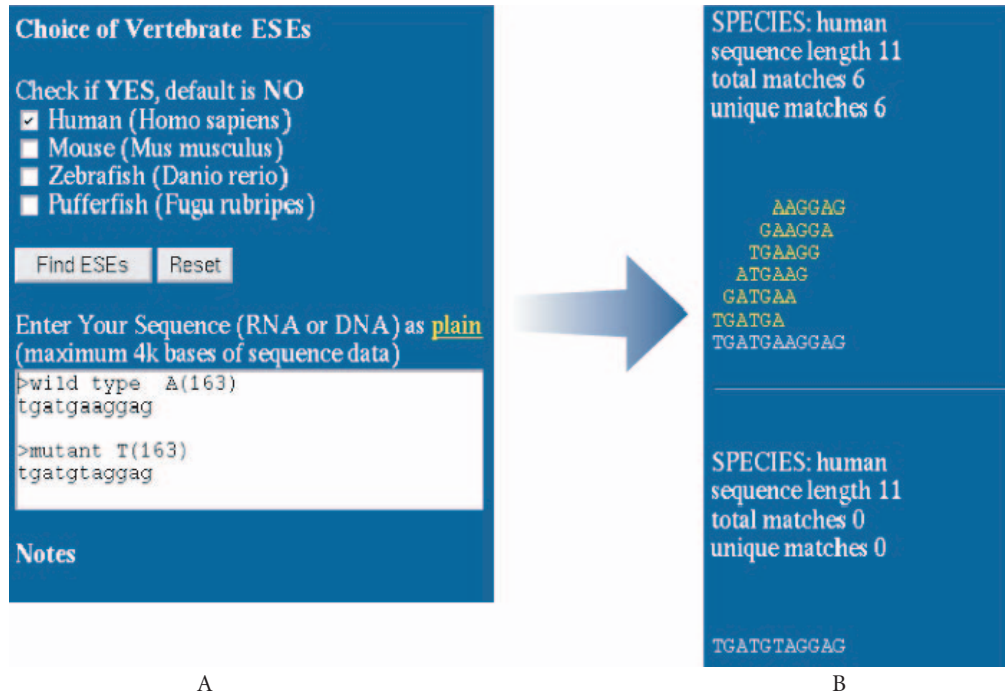 Choice of Vertebrate ESEs
Check if YES, default is NO
Human (Homo sapiens)
Mouse (Mus musculus)
Zebrafish (Danio rerio)
Pufferfish (Fugu rubripes)
Find ESEs Reset
Enter Your Sequence (RNA or DNA) as plain
(maximum 4k bases of sequence data)
>wild type A(163)
tgatgaaggag
>mutant T(163)
tgatgtaggag
Notes
A
SPECIES: human
sequence length 11
total matches 6
unique matches 6
AAGGAG
GAAGGA
TGAAGG
ATGAAG
GATGAA
TGATGA
TGATGAAGGAG
SPECIES: human
sequence length 11
total matches 0
unique matches 0
TGATGTAGGAG
B